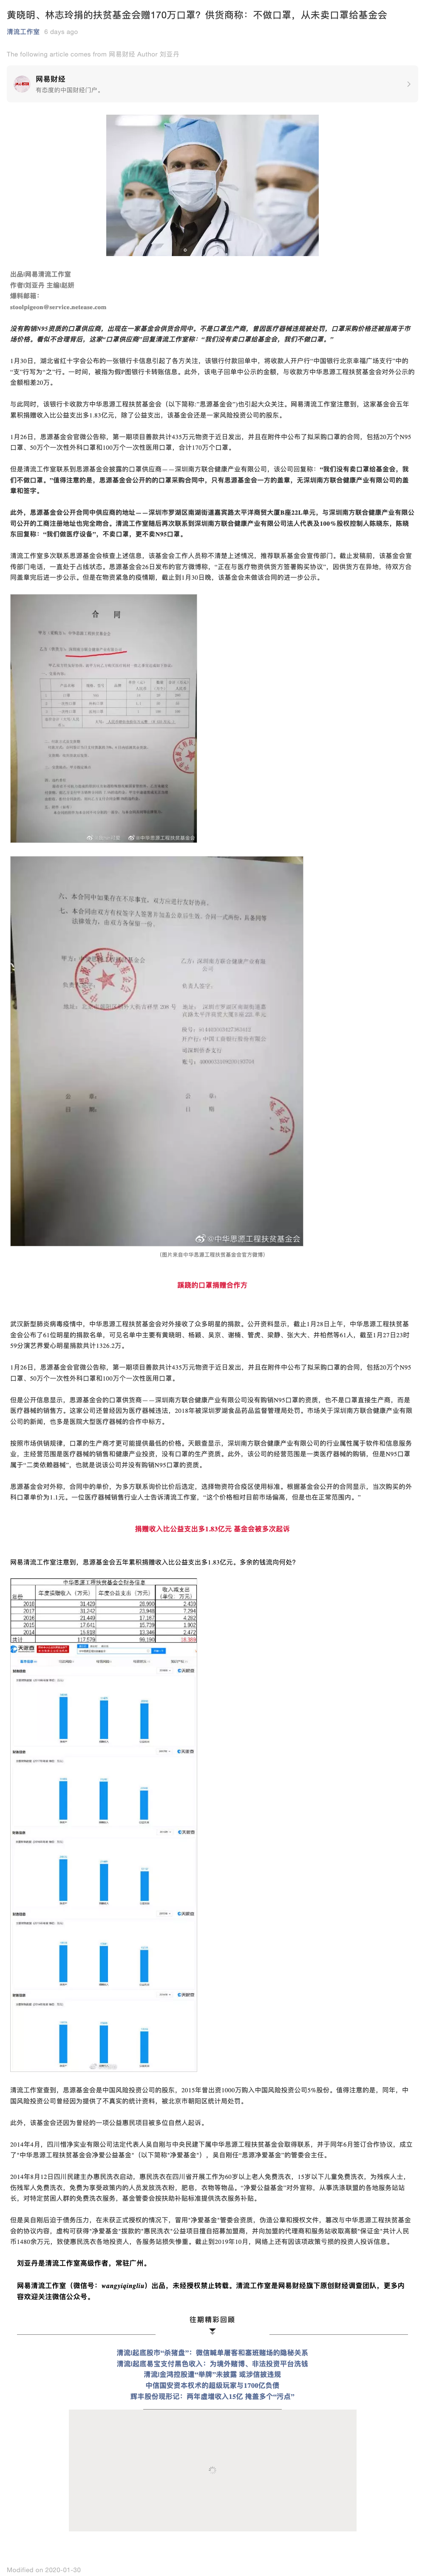 黄晓明、林志玲捐的扶贫基金会赠170万口罩？供货商称：不做口罩，从未卖口罩给基金会
清流工作室 6 days ago
The following article comes from 网易财经 Author 刘亚丹
网易财经
有态度的中国财经门户。
出品|网易清流工作室
作者|刘亚丹 主编|赵妍
爆料邮箱：
stoolpigeon@service.netease.com
没有购销N95资质的口罩供应商，出现在一家基金会供货合同中。不是口罩生产商，曾因医疗器械违规被处罚，口罩采购价格还被指高于市
场价格。看似不合理背后，这家“口罩供应商”回复清流工作室称：“我们没有卖口罩给基金会，我们不做口罩。”
1月30日，湖北省红十字会公布的一张银行卡信息引起了各方关注，该银行付款回单中，将收款人开户行“中国银行北京幸福广场支行”中的
“支”行写为“之”行。一时间，被指为假P图银行卡转账信息。此外，该电子回单中公示的金额，与收款方中华思源工程扶贫基金会对外公示的
金额相差20万。
与此同时，该银行卡收款方中华思源工程扶贫基金会（以下简称:“思源基金会”)也引起大众关注。网易清流工作室注意到，这家基金会五年
累积捐赠收入比公益支出多1.83亿元，除了公益支出，该基金会还是一家风险投资公司的股东。
1月26日，思源基金会官微公告称，第一期项目善款共计435万元物资于近日发出，并且在附件中公布了拟采购口罩的合同，包括20万个N95
口罩、50万个一次性外科口罩和100万个一次性医用口罩，合计170万个口罩。
但是清流工作室联系到思源基金会披露的口罩供应商——深圳南方联合健康产业有限公司，该公司回复称：“我们没有卖口罩给基金会，我
们不做口罩。”值得注意的是，思源基金会公开的的口罩采购合同中，只有思源基金会一方的盖章，无深圳南方联合健康产业有限公司的盖
章和签字。
此外，思源基金会公开合同中供应商的地址——深圳市罗湖区南湖街道嘉宾路太平洋商贸大厦B座22L单元，与深圳南方联合健康产业有限公
司公开的工商注册地址也完全吻合。清流工作室随后再次联系到深圳南方联合健康产业有限公司法人代表及100%股权控制人陈晓东，陈晓
东回复称：“我们做医疗设备”，不卖口罩，更不卖N95口罩。
清流工作室多次联系思源基金会核查上述信息，该基金会工作人员称不清楚上述情况，推荐联系基金会宣传部门。截止发稿前，该基金会宣
传部门电话，一直处于占线状态。思源基金会26日发布的官方微博称，“正在与医疗物资供货方签署购买协议”，因供货方在异地，待双方合
同盖章完后进一步公示。但是在物资紧急的疫情期，截止到1月30日晚，该基金会未做该合同的进一步公示。
合 同
@中华思源工程扶贫基金会
六、本合同中如果存在不尽事宜，双方应进行友好协商。
@中华思源工程扶贫基金会
(图片来自中华思源工程扶贫基金会官方微博)
蹊跷的口罩捐赠合作方
武汉新型肺炎病毒疫情中，中华思源工程扶贫基金会对外接收了众多明星的捐款。公开资料显示，截止1月28日上午，中华思源工程扶贫基
金会公布了61位明星的捐款名单，可见名单中主要有黄晓明、杨颖、吴京、谢楠、管虎、梁静、张大大、井柏然等61人，截至1月27日23时
59分演艺界爱心明星捐款共计1326.2万。
1月26日，思源基金会官微公告称，第一期项目善款共计435万元物资于近日发出，并且在附件中公布了拟采购口罩的合同，包括20万个N95
口罩、50万个一次性外科口罩和100万个一次性医用口罩。
但是公开信息显示，思源基金会的口罩供货商——深圳南方联合健康产业有限公司没有购销N95口罩的资质，也不是口罩直接生产商，而是
医疗器械的销售方。这家公司还曾经因为医疗器械违法，2018年被深圳罗湖食品药品监督管理局处罚。市场关于深圳南方联合健康产业有限
公司的新闻，也多是医院大型医疗器械的合作中标方。
按照市场供销规律，口罩的生产商才更可能提供最低的价格。天眼查显示，深圳南方联合健康产业有限公司的行业属性属于软件和信息服务
业，主经营范围是医疗器械的销售和健康产业投资，没有口罩的生产资质。此外，该公司的经营范围是一类医疗器械的购销，但是N95口罩
属于“二类依赖器械”，也就是说该公司并没有购销N95口罩的资质。
思源基金会对外称，合同中的单价，为多方联系询价比价后选定，选择物资符合疫区使用标准。根据基金会公开的合同显示，当次购买的外
科口罩单价为1.1元。一位医疗器械销售行业人士告诉清流工作室，“这个价格相对目前市场偏高，但是也在正常范围内。”
捐赠收入比公益支出多1.83亿元 基金会被多次起诉
网易清流工作室注意到，思源基金会五年累积捐赠收入比公益支出多1.83亿元。多余的钱流向何处？
中华思源工程扶贫基金会财务信息
年份 年度捐赠收入（万元） 年度公益支出（万元） 收入减支出（单位：万元）
2018
2017
2016
2015
2014
共计
天眼查
清流工作室查到，思源基金会是中国风险投资公司的股东，2015年曾出资1000万购入中国风险投资公司5%股份。值得注意的是，同年，中
国风险投资公司曾经因为提供了不真实的统计资料，被北京市朝阳区统计局处罚。
此外，该基金会还因为曾经的一项公益惠民项目被多位自然人起诉。
2014年4月，四川惜净实业有限公司法定代表人吴自刚与中央民建下属中华思源工程扶贫基金会取得联系，并于同年6月签订合作协议，成立
了“中华思源工程扶贫基金会净爱公益基金”（以下简称“净爱基金”），吴自刚任“思源净爱基金”的管委会主任。
2014年8月12日四川民建主办惠民洗衣启动，惠民洗衣在四川省开展工作为60岁以上老人免费洗衣，15岁以下儿童免费洗衣，为残疾人士，
伤残军人免费洗衣，免费为享受政策内的人员发放洗衣粉，肥皂，衣物等物品。“净爱公益基金”对外宣称，从事洗涤联盟的各地服务站站
长，对特定贫困人群的免费洗衣服务，基金管委会按扶助补贴标准提供洗衣服务补贴。
但是吴自刚后迫于债务压力，在未获正式授权的情况下，冒用“净爱基金”管委会资质，伪造公章和授权文件，篡改与中华思源工程扶贫基金
会的协议内容，虚构可获得“净爱基金”拨款的“惠民洗衣”公益项目擅自招募加盟商，并向加盟的代理商和服务站收取高额“保证金”共计人民
币1480余万元，致使惠民洗衣各地投资人，各服务站损失惨重。截止到2019年10月，网络上还有因该项政策亏损的投资人投诉信息。
刘亚丹是清流工作室高级作者，常驻广州。
网易清流工作室（微信号：wangyiqingliu）出品，未经授权禁止转载。清流工作室是网易财经旗下原创财经调查团队，更多内
容欢迎关注微信公众号。
往期精彩回顾
清流|起底股市“杀猪盘”：微信喊单屠客和塞班赌场的隐秘关系
清流|起底易宝支付黑色收入：为境外赌博、非法投资平台洗钱
清流|金鸿控股遭“举牌”未披露 或涉信披违规
中信国安资本权术的超级玩家与1700亿负债
辉丰股份现形记：两年虚增收入15亿 掩盖多个“污点”
Modified on 2020-01-30